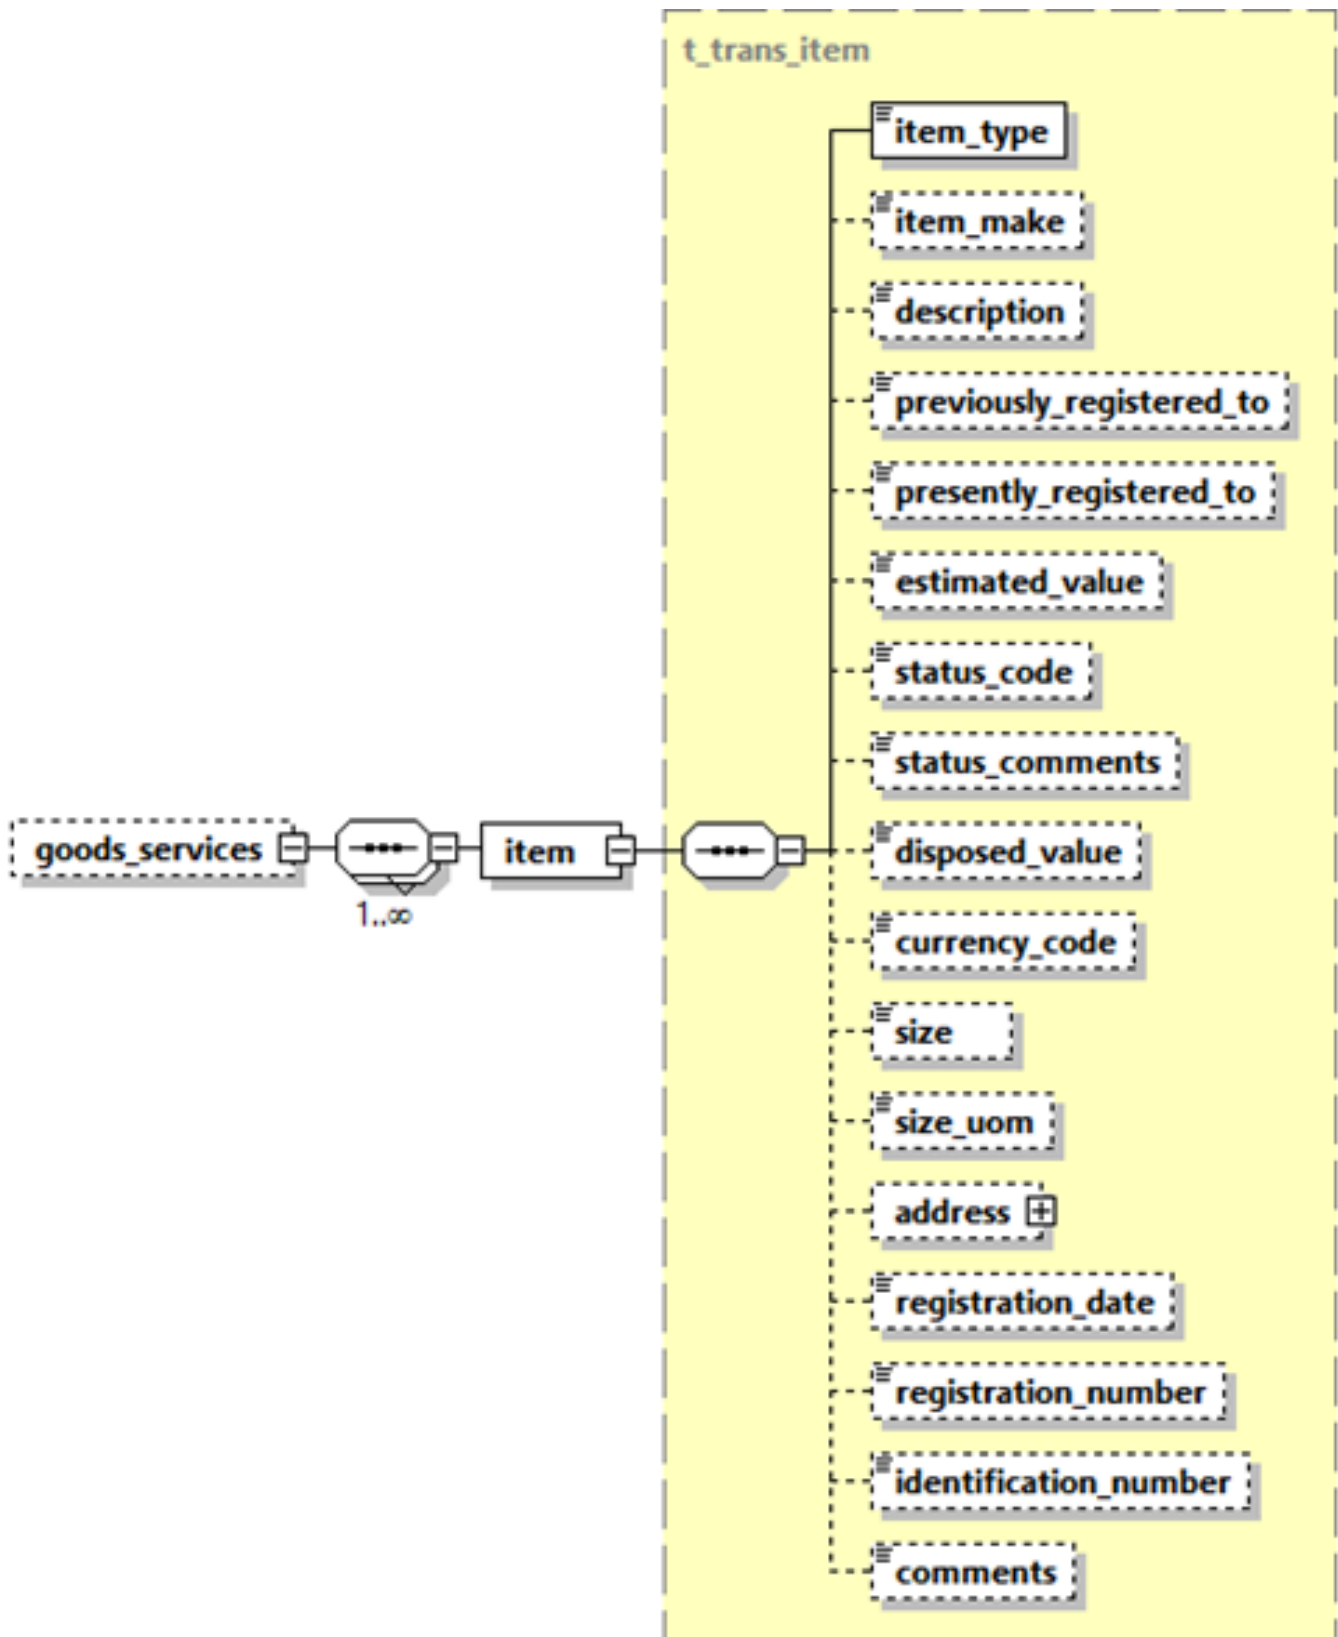 t_trans_item
item_type
item_make
description
previously_registered_to
presently_registered_to
estimated_value
status_code
status_comments
goods_services
1..∞
item
disposed_value
currency_code
size
size_uom
address
registration_date
registration_number
identification_number
comments